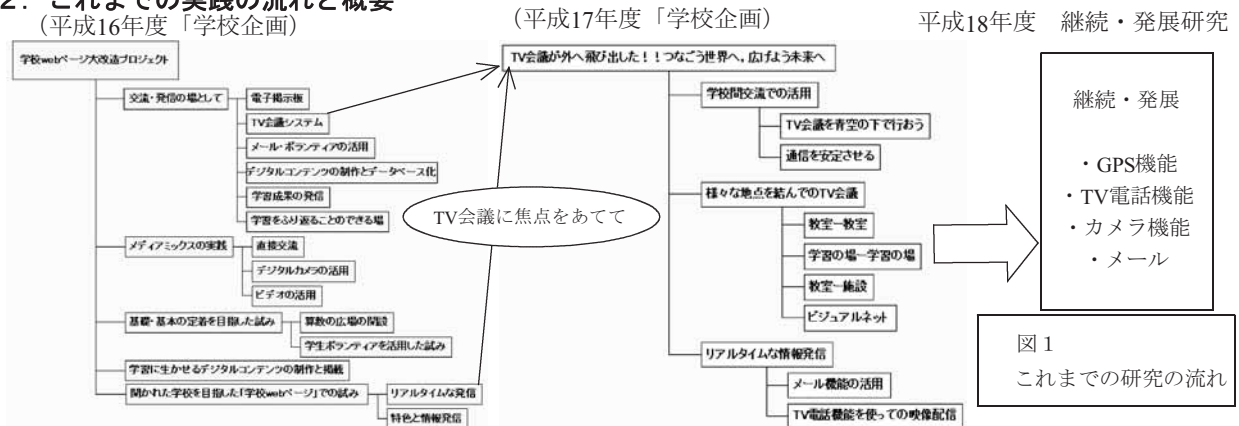 2．これまでの実践の流れと概要
（平成16年度「学校企画）
学校webページ大改造プロジェクト
交流・発信の場として
電子掲示板
TV会議システム
メール・ボランティアの活用
デジタルコンテンツの制作とデータベース化
学習成果の発信
学習をふり返ることのできる場
メディアミックスの実践
直接交流
デジタルカメラの活用
ビデオの活用
基礎・基本の定着を目指した試み
算数の広場の開設
学生ボランティアを活用した試み
学習に生かせるデジタルコンテンツの制作と掲載
開かれた学校を目指した「学校webページ」での試み
リアルタイムな発信
特色と情報発信
TV会議に焦点をあてて
（平成17年度「学校企画）
TV会議が外へ飛び出した！！つなごう世界へ，広げよう未来へ
学校間交流での活用
TV会議を青空の下で行おう
通信を安定させる
様々な地点を結んでのTV会議
教室ー教室
学習の場ー学習の場
教室ー施設
ビジュアルネット
リアルタイムな情報発信
メール機能の活用
TV電話機能を使っての映像配信
平成18年度　継続・発展研究
継続・発展
・GPS機能
・TV電話機能
・カメラ機能
・メール
図１
これまでの研究の流れ